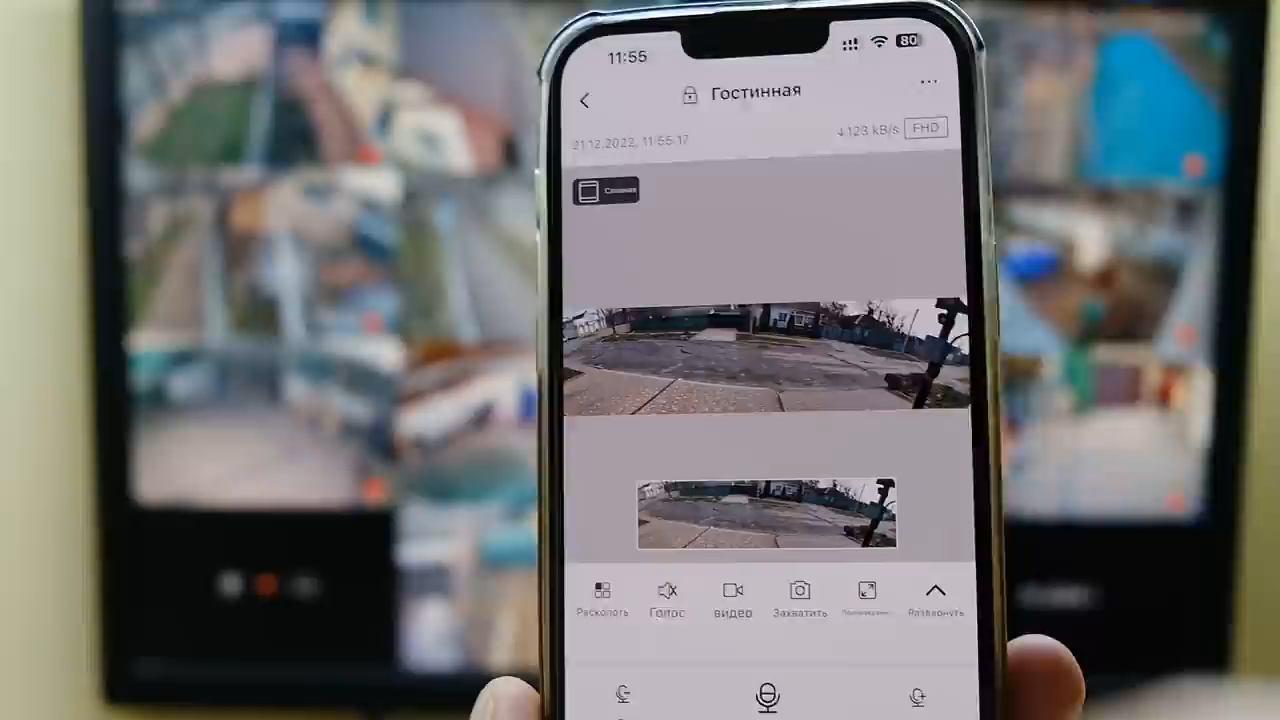 11:55
80
Гостинная
21.12.2022, 11:55:17
↓123 kB/s FHD
Расколоть Голос видео Захватить Развернуть